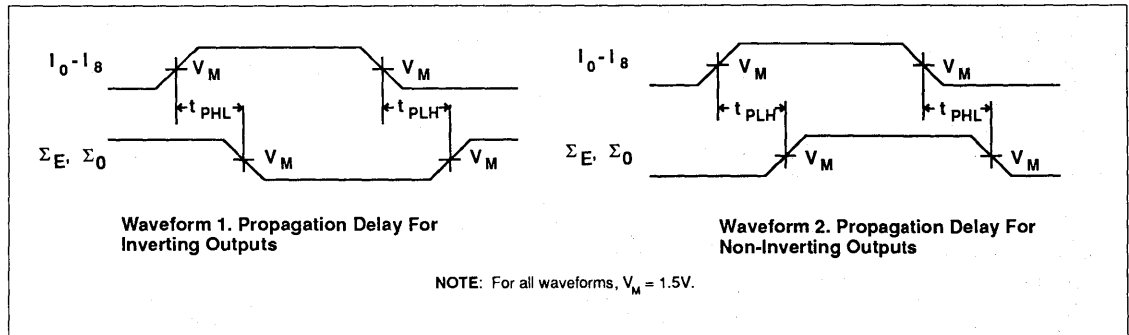 I0-I8
VM
VM
tPHL
tPLH
ΣE, Σ0
VM
VM
Waveform 1. Propagation Delay For
Inverting Outputs
I0-I8
VM
VM
tPLH
tPHL
ΣE, Σ0
VM
VM
Waveform 2. Propagation Delay For
Non-Inverting Outputs
NOTE: For all waveforms, VM = 1.5V.